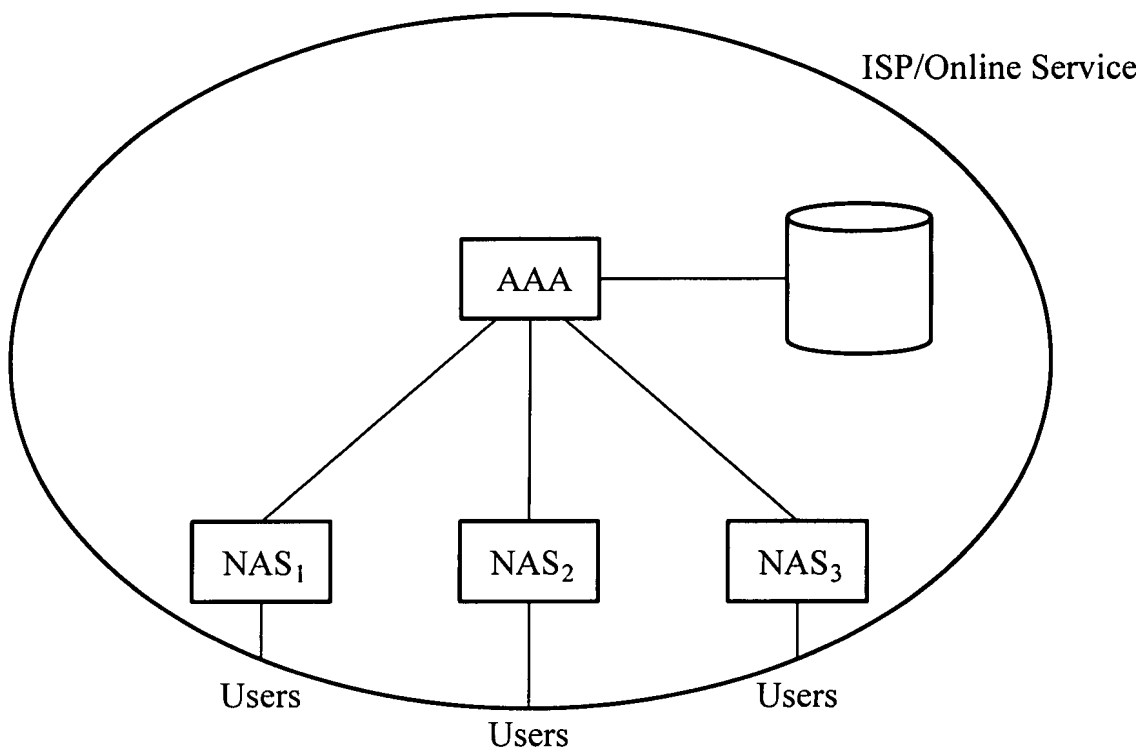 ISP/Online Service
AAA
NAS₁
NAS₂
NAS₃
Users
Users
Users